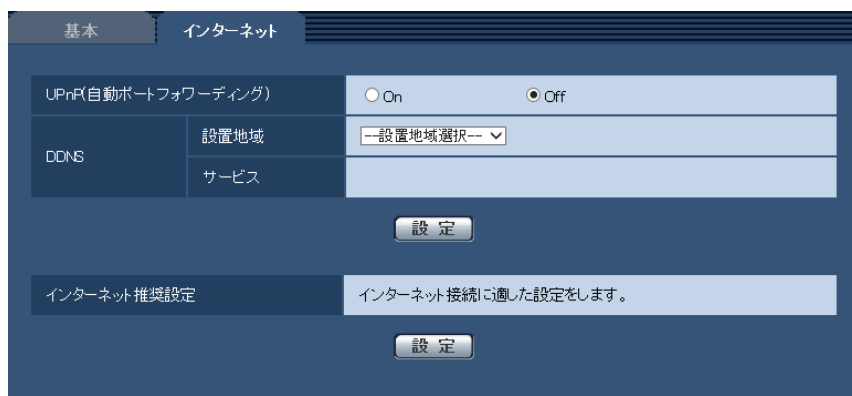 基本
インターネット
UPnP(自動ポートフォワーディング)
On
Off
DDNS
設置地域
--設置地域選択--
サービス
設 定
インターネット推奨設定
インターネット接続に適した設定をします。
設 定